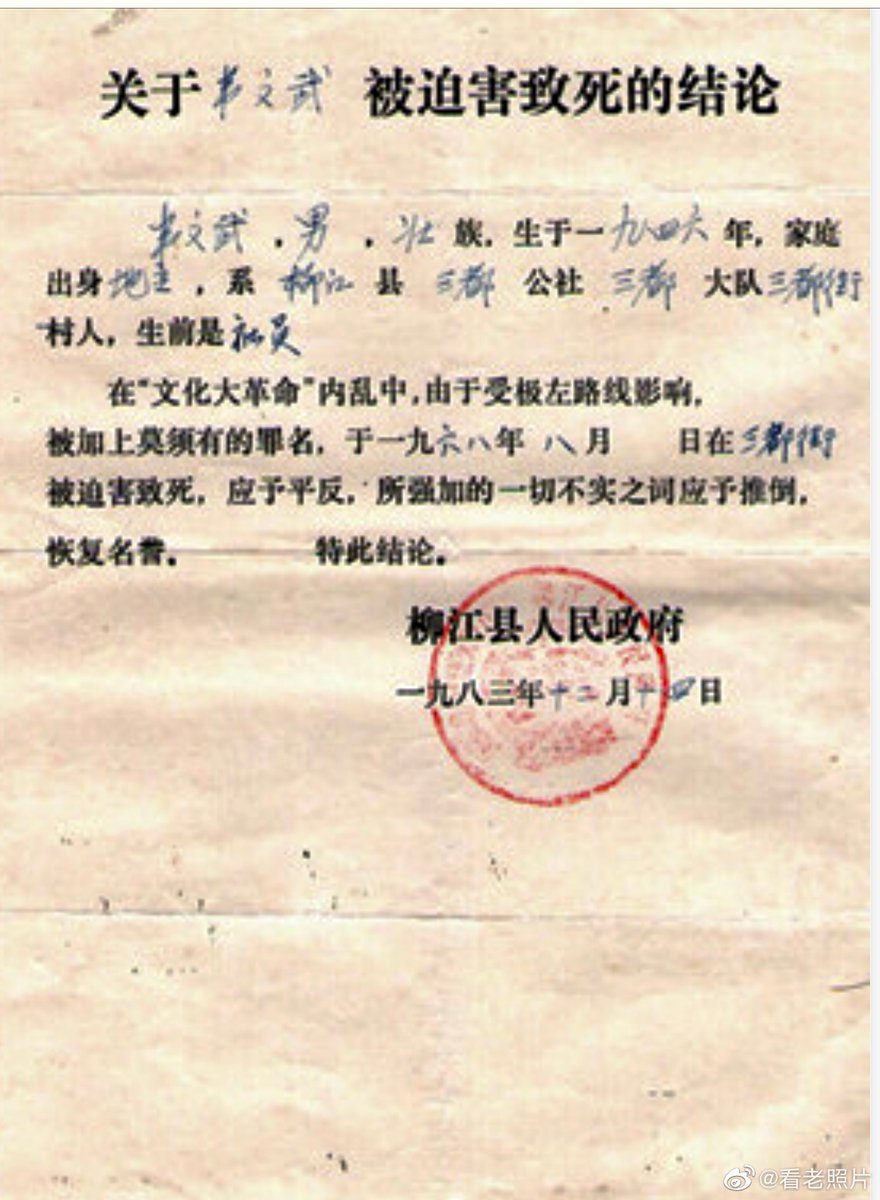 关于韦文武 被迫害致死的结论
韦文武，男，壮族，生于一九四六年，家庭
出身地主，系 柳江 县 三都 公社 三都 大队三都街
村人，生前是社员
在“文化大革命”内乱中，由于受极左路线影响，
被加上莫须有的罪名，于一九六八年八月 日在三都街
被迫害致死，应予平反，所强加的一切不实之词应予推倒，
恢复名誉。 特此结论。
柳江县人民政府
一九八三年十二月十四日
@看老照片